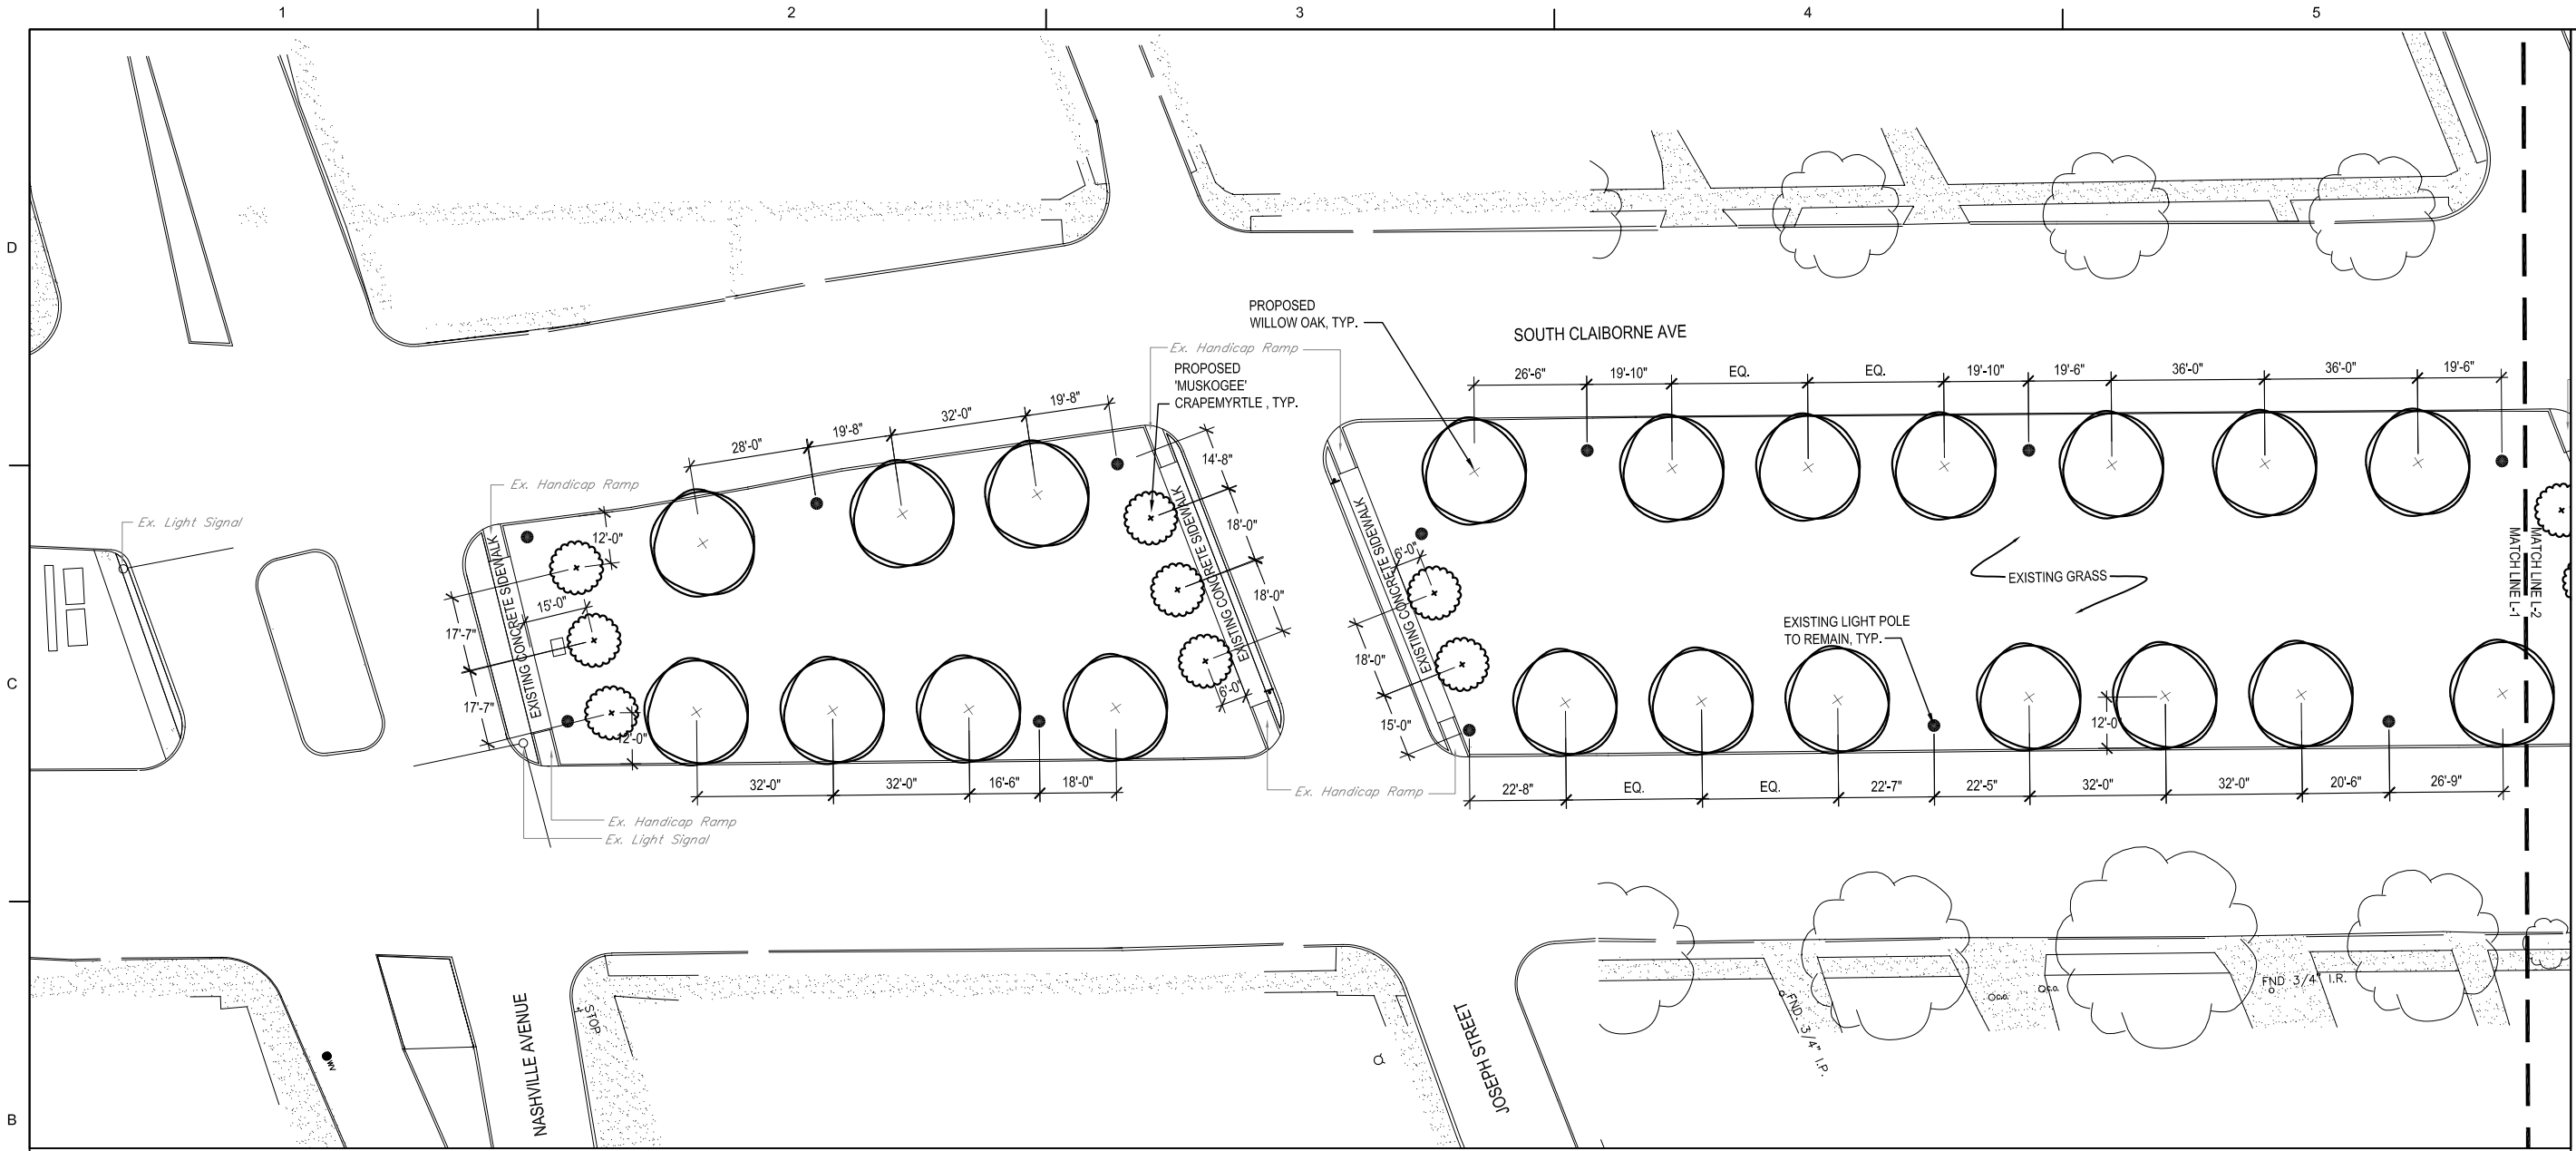 1 2 3 4 5
D
C
B
SOUTH CLAIBORNE AVE
PROPOSED
WILLOW OAK, TYP.
Ex. Handicap Ramp
PROPOSED
'MUSKOGEE'
CRAPEMYRTLE , TYP.
26'-6" 19'-10" EQ. EQ. 19'-10" 19'-6" 36'-0" 36'-0" 19'-6"
28'-0" 19'-8" 32'-0" 19'-8"
14'-8"
18'-0"
18'-0"
6'-0"
Ex. Handicap Ramp
Ex. Light Signal
12'-0"
15'-0"
17'-7"
17'-7"
12'-0"
EXISTING CONCRETE SIDEWALK
EXISTING CONCRETE SIDEWALK
EXISTING CONCRETE SIDEWALK
6'-0"
18'-0"
15'-0"
EXISTING GRASS
EXISTING LIGHT POLE
TO REMAIN, TYP.
12'-0"
MATCH LINE L-2
MATCH LINE L-1
32'-0" 32'-0" 16'-6" 18'-0"
Ex. Handicap Ramp
22'-8" EQ. EQ. 22'-7" 22'-5" 32'-0" 32'-0" 20'-6" 26'-9"
Ex. Handicap Ramp
Ex. Light Signal
NASHVILLE AVENUE
STOP
WV
JOSEPH STREET
FND. 3/4" I.P.
c.o.
c.o.
FND 3/4" I.R.